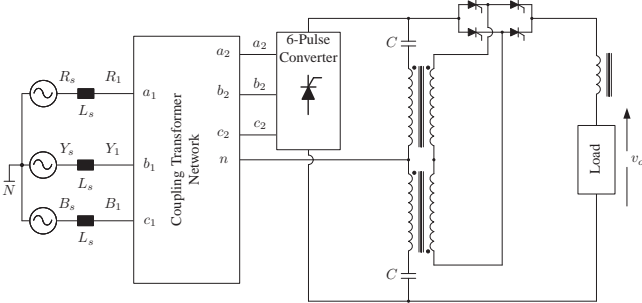 6-Pulse
Converter
C
R_s
R_1
L_s
a_1
Y_s
Y_1
L_s
b_1
N
B_s
B_1
L_s
c_1
Coupling Transformer
Network
a_2
a_2
b_2
b_2
c_2
c_2
n
C
Load